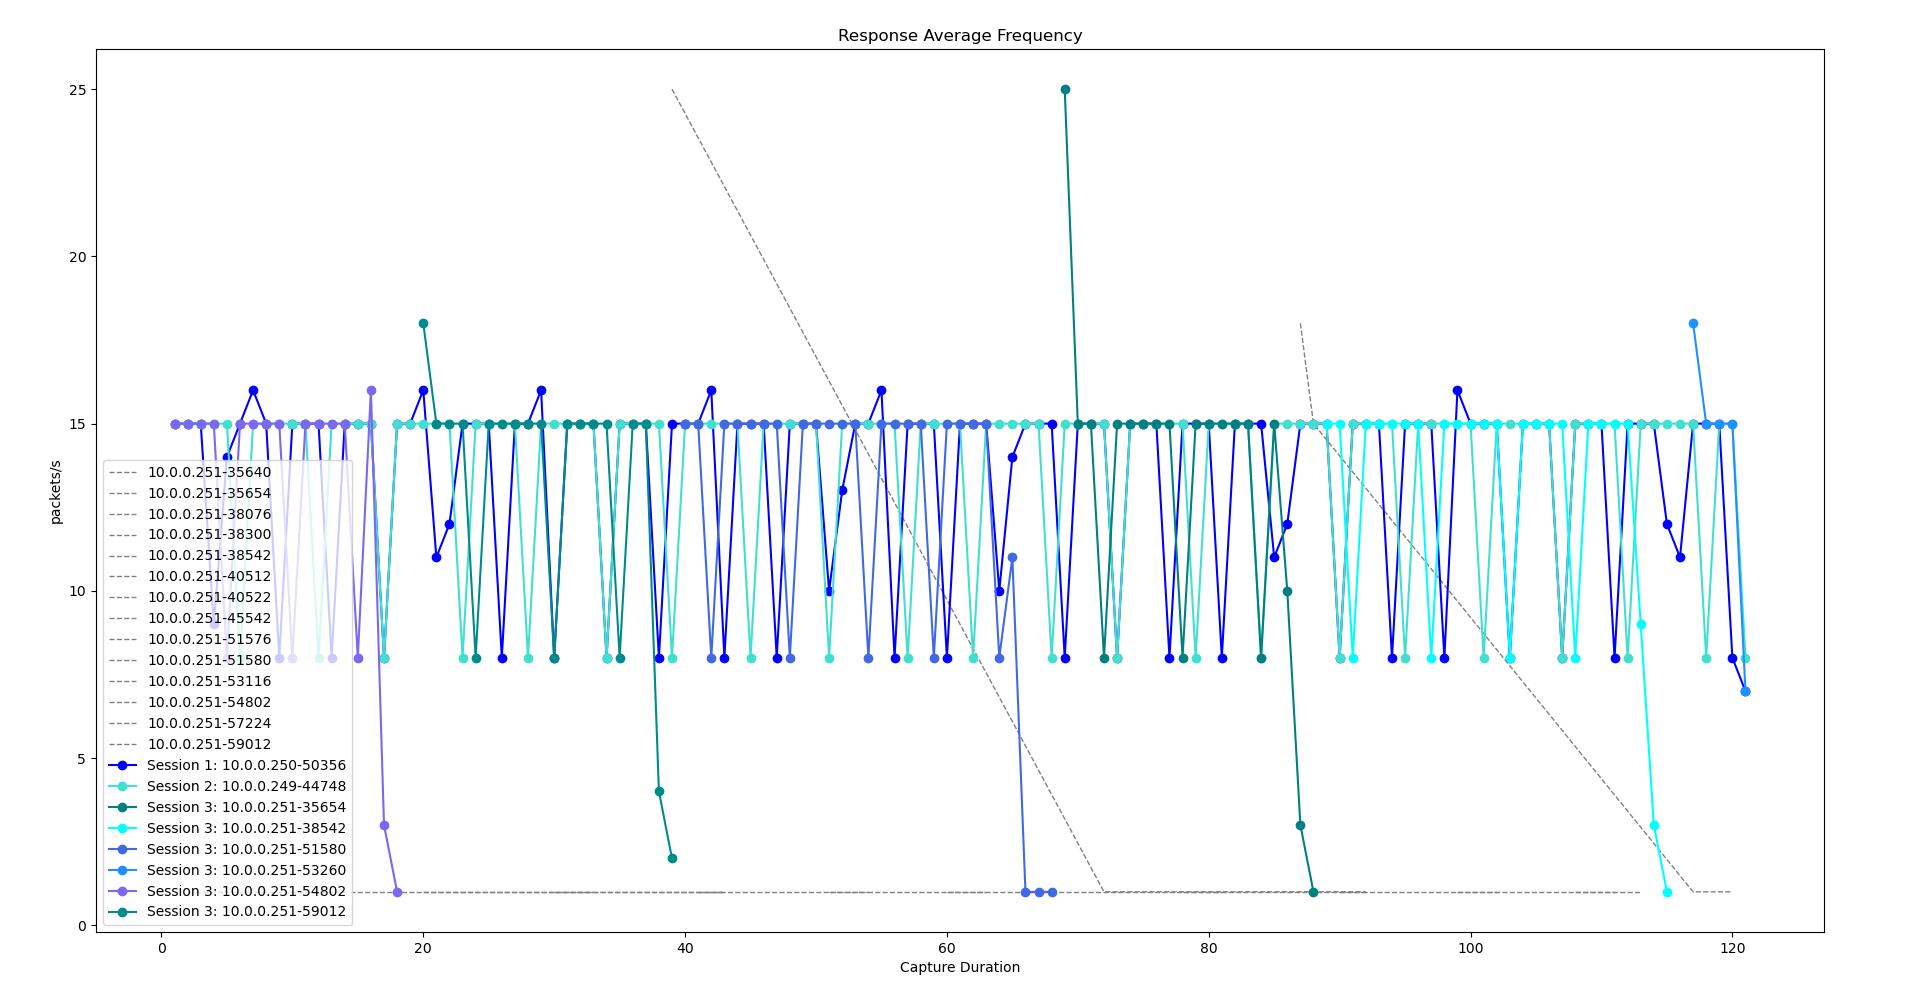 Response Average Frequency
25
20
15
10
5
0
packets/s
10.0.0.251-35640
10.0.0.251-35654
10.0.0.251-38076
10.0.0.251-38300
10.0.0.251-38542
10.0.0.251-40512
10.0.0.251-40522
10.0.0.251-45542
10.0.0.251-51576
10.0.0.251-51580
10.0.0.251-53116
10.0.0.251-54802
10.0.0.251-57224
10.0.0.251-59012
Session 1: 10.0.0.250-50356
Session 2: 10.0.0.249-44748
Session 3: 10.0.0.251-35654
Session 3: 10.0.0.251-38542
Session 3: 10.0.0.251-51580
Session 3: 10.0.0.251-53260
Session 3: 10.0.0.251-54802
Session 3: 10.0.0.251-59012
0 20 40 60 80 100 120
Capture Duration